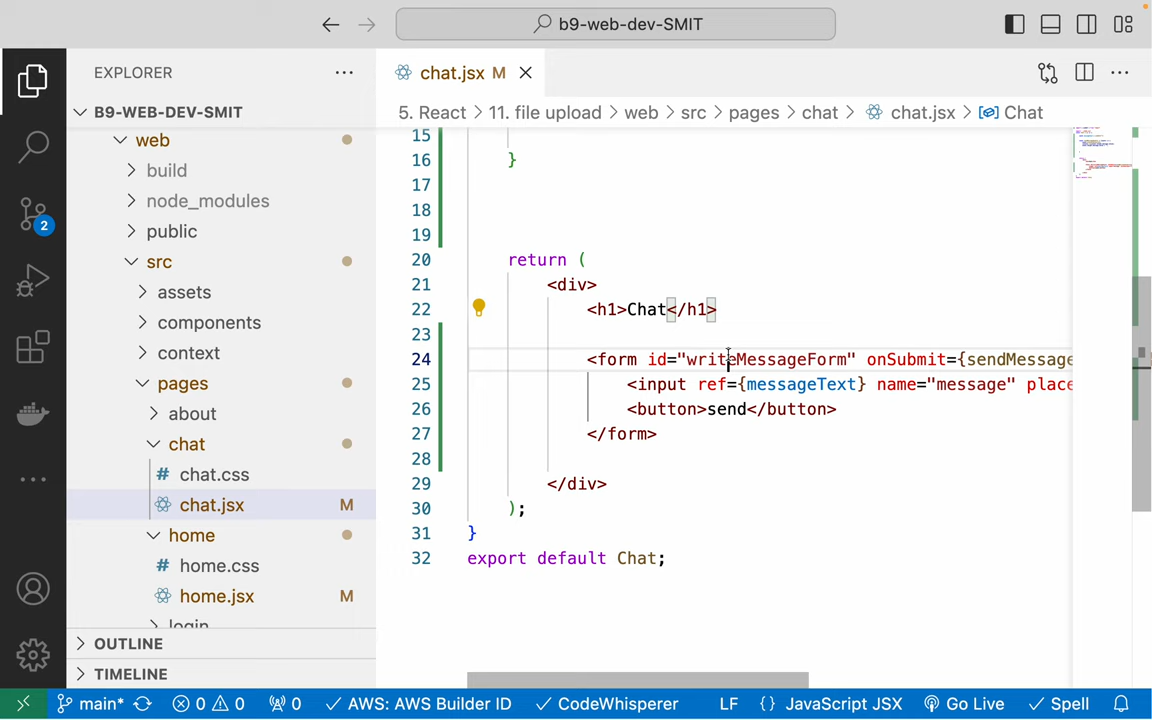 b9-web-dev-SMIT
EXPLORER
B9-WEB-DEV-SMIT
web
build
node_modules
public
src
assets
components
context
pages
about
chat
# chat.css
chat.jsx M
home
# home.css
home.jsx M
login
OUTLINE
TIMELINE
2
chat.jsx M
5. React > 11. file upload > web > src > pages > chat > chat.jsx > Chat
15
16 }
17
18
19
20 return (
21 <div>
22 <h1>Chat</h1>
23
24 <form id="writeMessageForm" onSubmit={sendMessage
25 <input ref={messageText} name="message" place
26 <button>send</button>
27 </form>
28
29 </div>
30 );
31 }
32 export default Chat;
main* 0 0 0 AWS: AWS Builder ID CodeWhisperer LF {} JavaScript JSX Go Live Spell